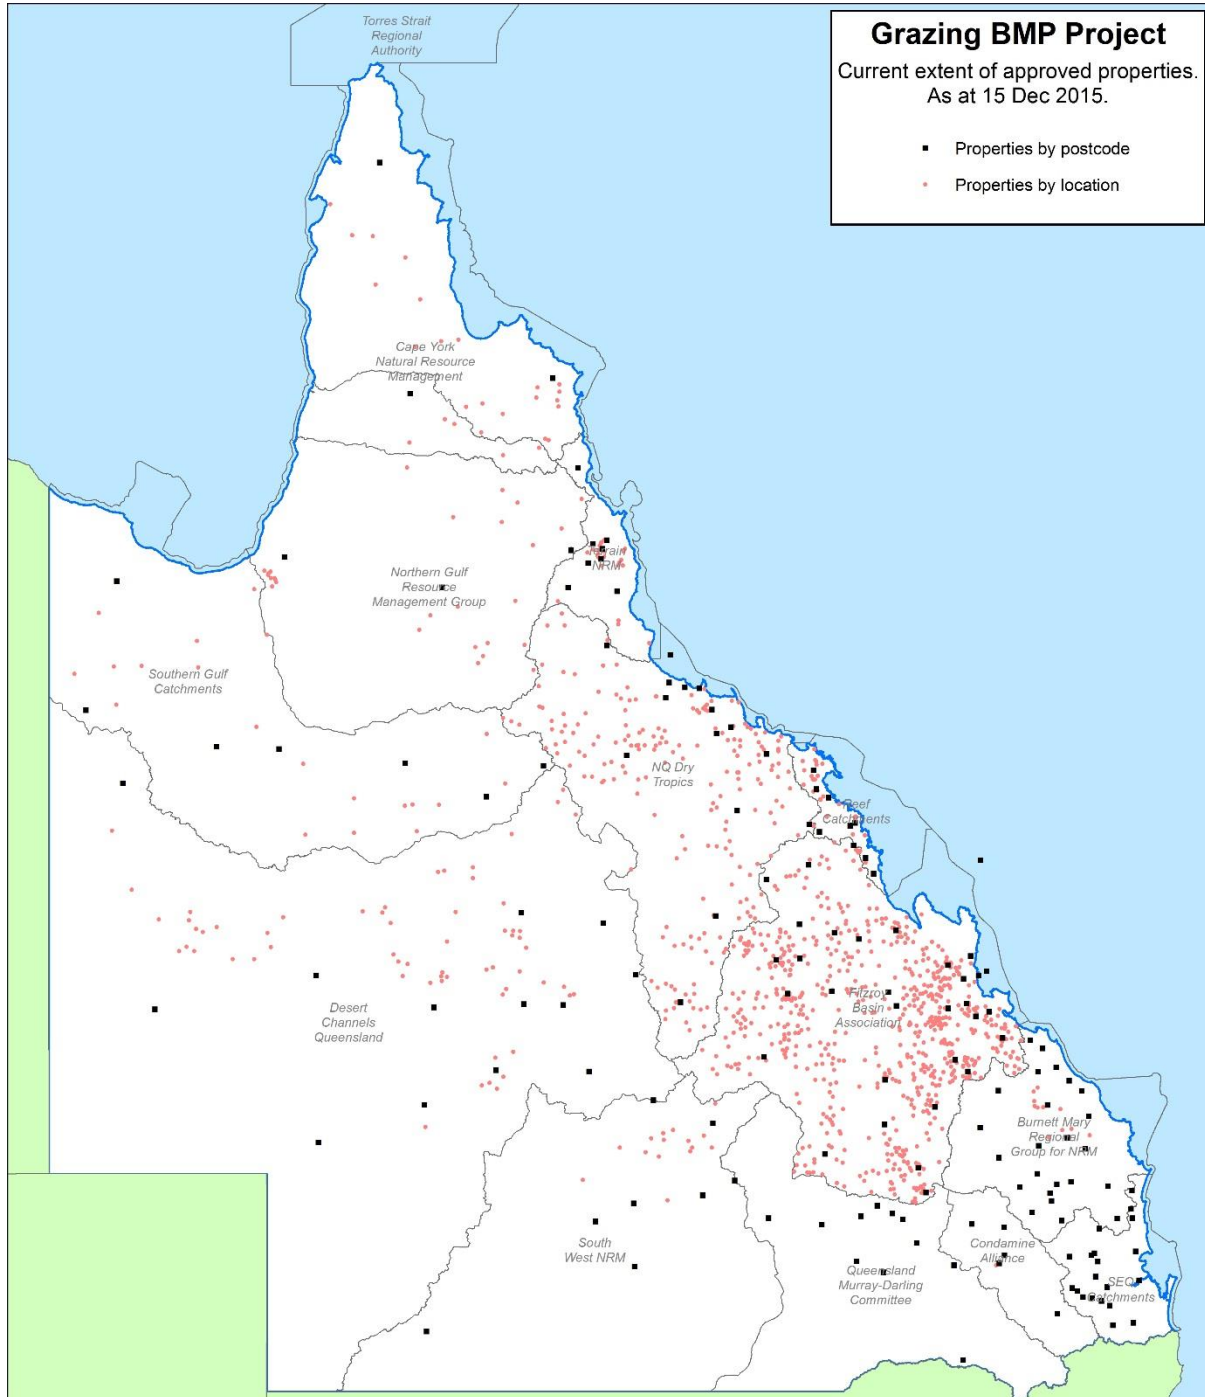 Torres Strait
Regional
Authority
Grazing BMP Project
Current extent of approved properties.
As at 15 Dec 2015.
Properties by postcode
Properties by location
Cape York
Natural Resource
Management
Terrain
NRM
Northern Gulf
Resource
Management Group
Southern Gulf
Catchments
NQ Dry
Tropics
Reef
Catchments
Fitzroy
Basin
Association
Desert
Channels
Queensland
Burnett Mary
Regional
Group for NRM
South
West NRM
Condamine
Alliance
Queensland
Murray-Darling
Committee
SEQ
Catchments